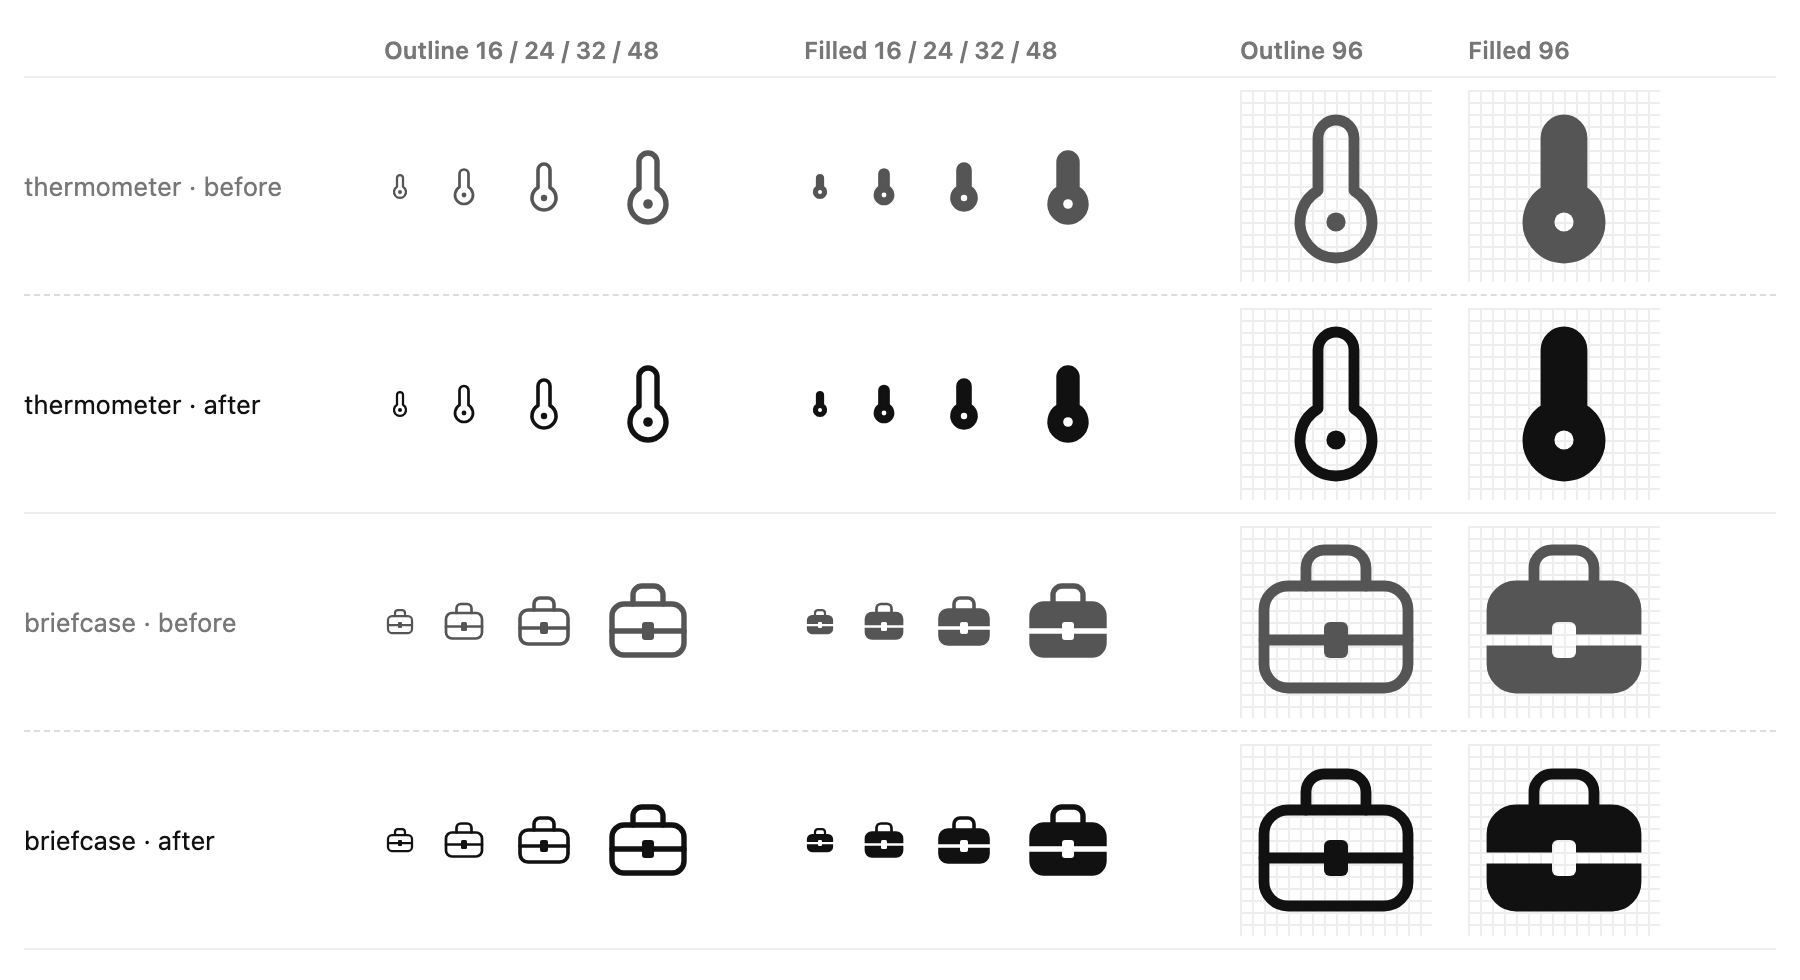 Outline 16 / 24 / 32 / 48 Filled 16 / 24 / 32 / 48 Outline 96 Filled 96
thermometer · before
thermometer · after
briefcase · before
briefcase · after